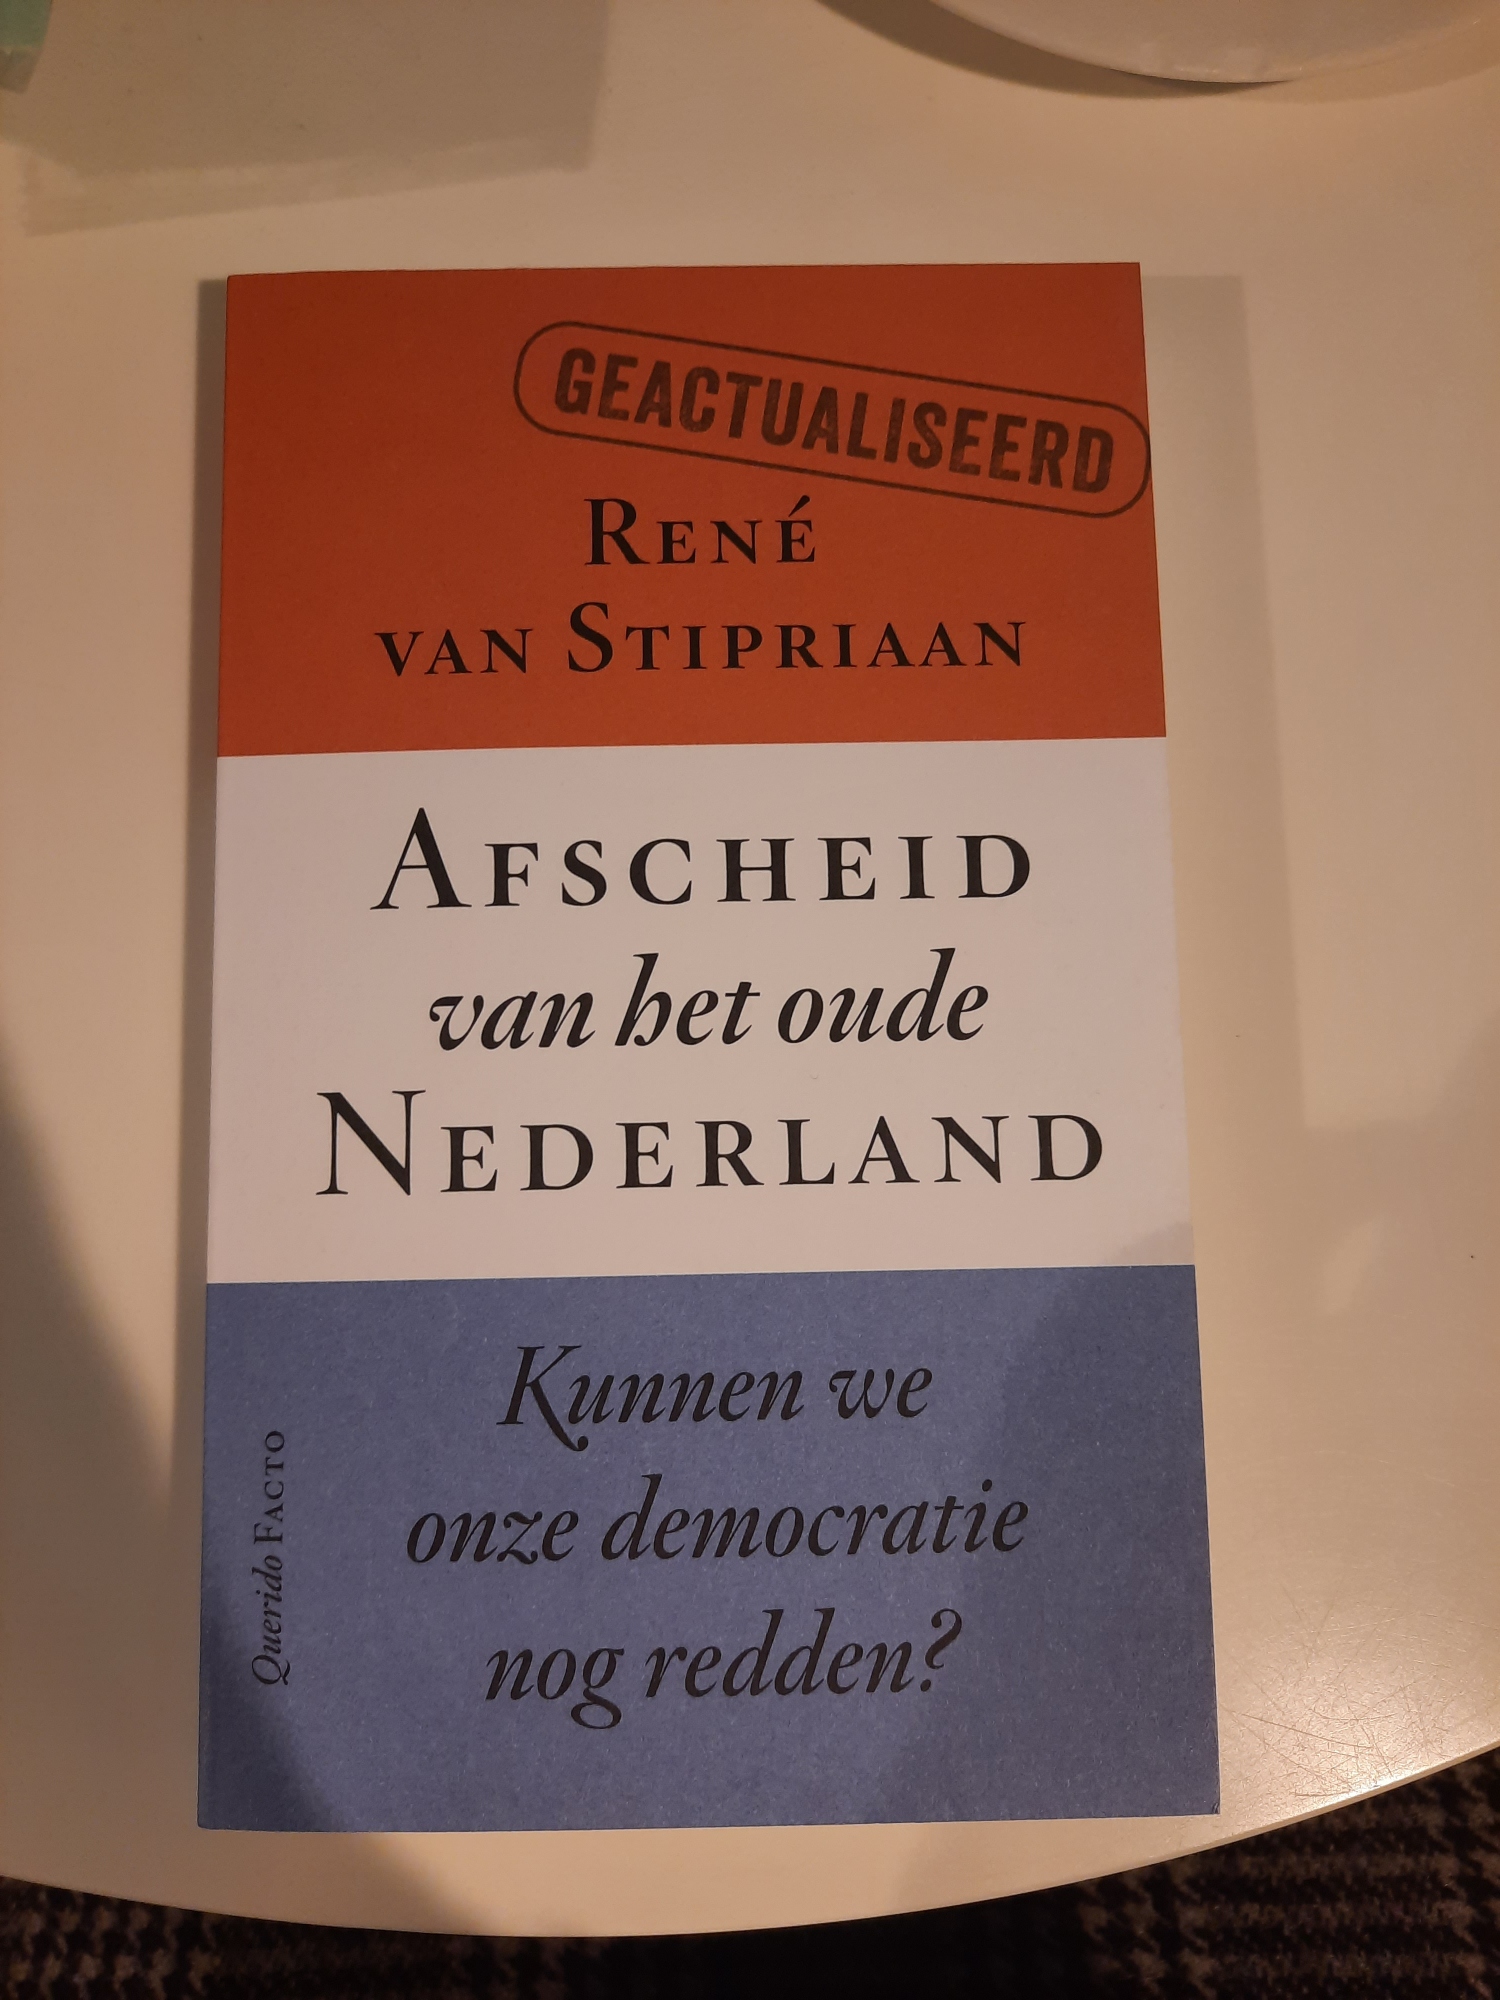 GEACTUALISEERD
RENÉ
VAN STIPRIAAN
AFSCHEID
van het oude
NEDERLAND
Kunnen we
onze democratie
nog redden?
Querido FACTO